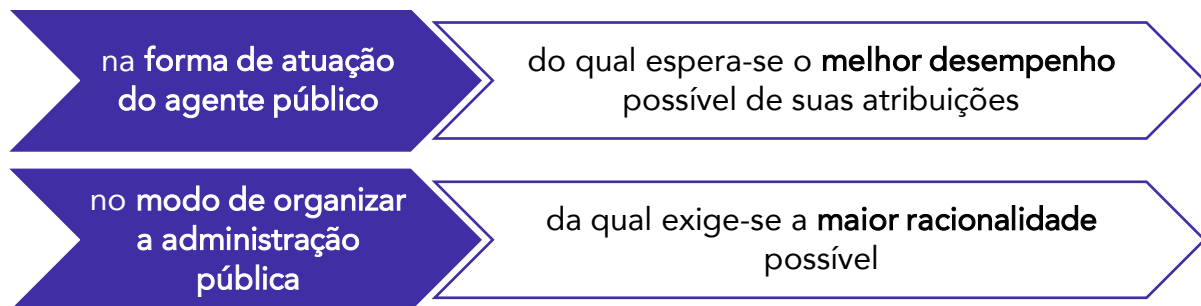 na forma de atuação
do agente público
do qual espera-se o melhor desempenho
possível de suas atribuições
no modo de organizar
a administração
pública
da qual exige-se a maior racionalidade
possível